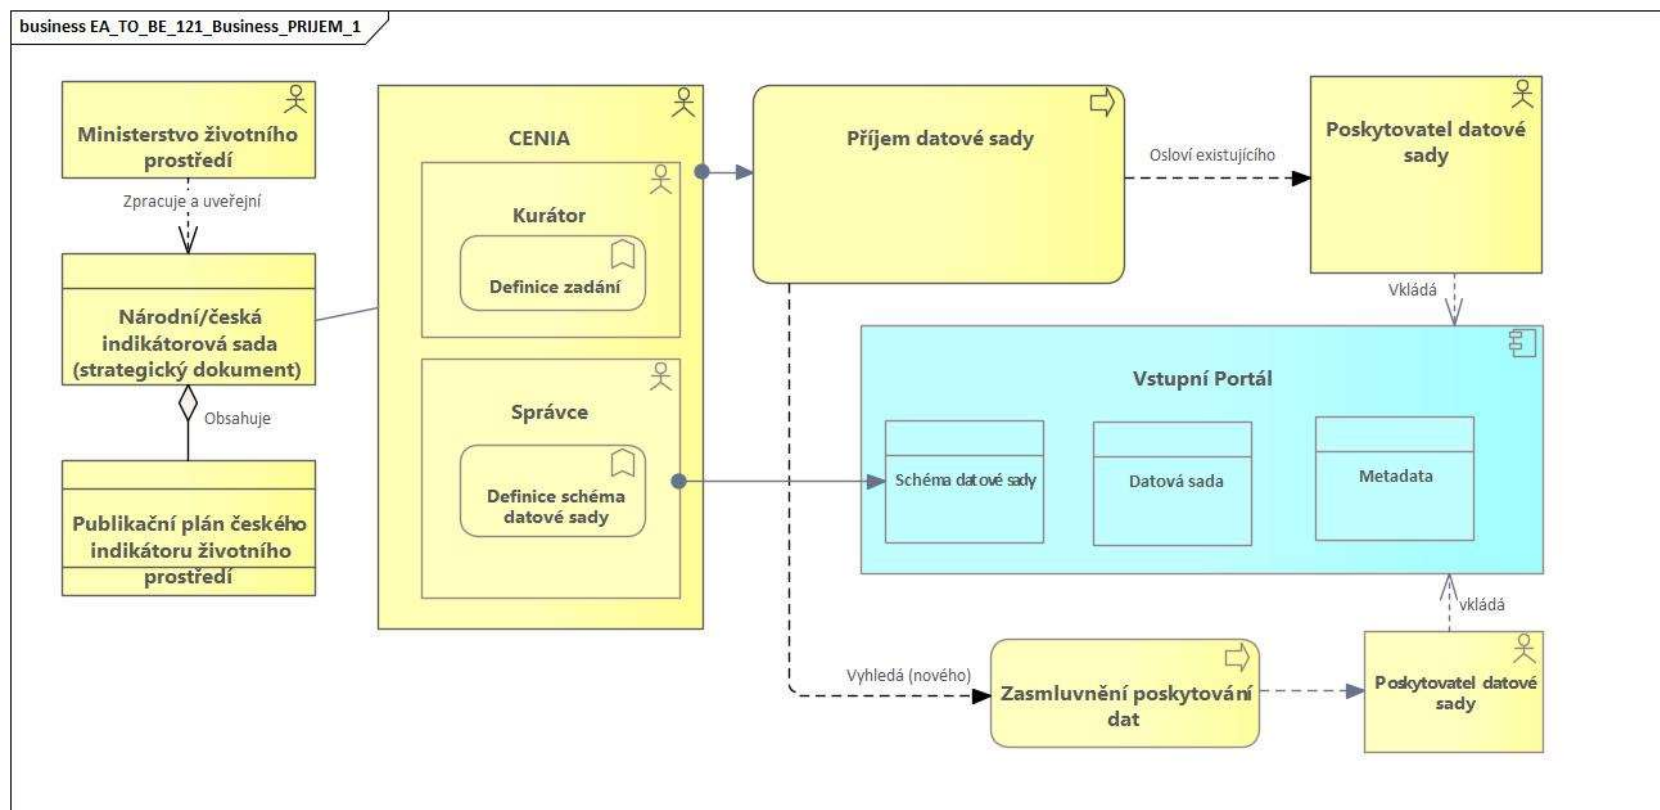 business EA_TO_BE_121_Business_PRIJEM_1
Ministerstvo životního
prostředí
Zpracuje a uveřejní
Národní/česká
indikátorová sada
(strategický dokument)
Obsahuje
Publikační plán českého
indikátoru životního
prostředí
CENIA
Kurátor
Definice zadání
Správce
Definice schéma
datové sady
Příjem datové sady
Osloví existujícího
Poskytovatel datové
sady
Vkládá
Vstupní Portál
Schéma datové sady
Datová sada
Metadata
vkládá
Vyhledá (nového)
Zasmluvnění poskytování
dat
Poskytovatel datové
sady